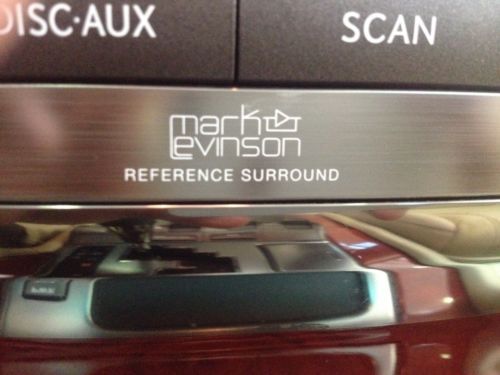 DISC·AUX
SCAN
mark
Levinson
REFERENCE SURROUND